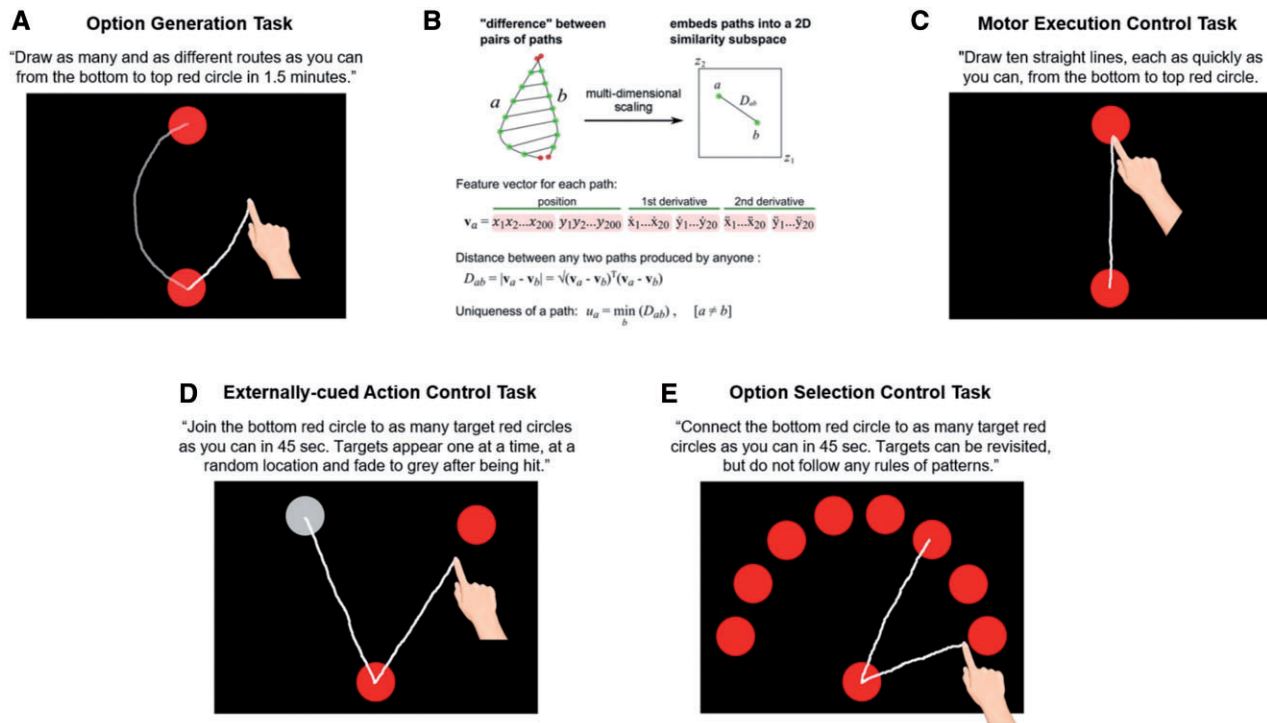 A
Option Generation Task
“Draw as many and as different routes as you can
from the bottom to top red circle in 1.5 minutes.”
B
"difference" between
pairs of paths
embeds paths into a 2D
similarity subspace
a
b
multi-dimensional
scaling
z2
a
Dab
b
z1
Feature vector for each path:
position 1st derivative 2nd derivative
va = x1x2...x200 y1y2...y200 ẋ1...ẋ20 ẏ1...ẏ20 ẍ1...ẍ20 ÿ1...ÿ20
Distance between any two paths produced by anyone :
Dab = |va - vb| = √(va - vb)T(va - vb)
Uniqueness of a path: ua = min (Dab) , [a ≠ b]
b
C
Motor Execution Control Task
"Draw ten straight lines, each as quickly as
you can, from the bottom to top red circle.
D
Externally-cued Action Control Task
“Join the bottom red circle to as many target red circles
as you can in 45 sec. Targets appear one at a time, at a
random location and fade to grey after being hit.”
E
Option Selection Control Task
“Connect the bottom red circle to as many target red
circles as you can in 45 sec. Targets can be revisited,
but do not follow any rules of patterns.”